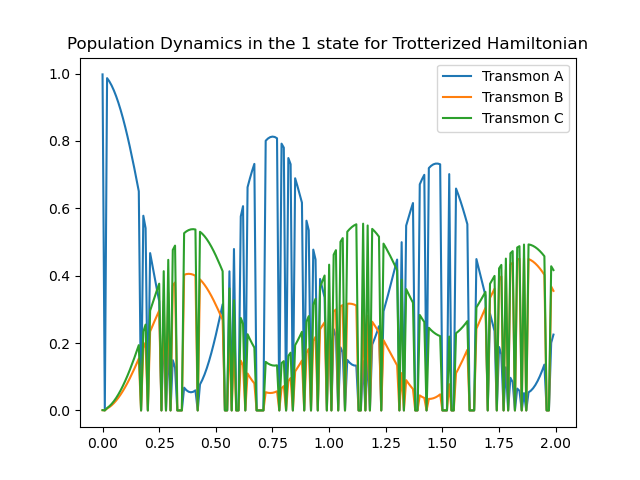 Population Dynamics in the 1 state for Trotterized Hamiltonian
Transmon A
Transmon B
Transmon C
1.0
0.8
0.6
0.4
0.2
0.0
0.00 0.25 0.50 0.75 1.00 1.25 1.50 1.75 2.00